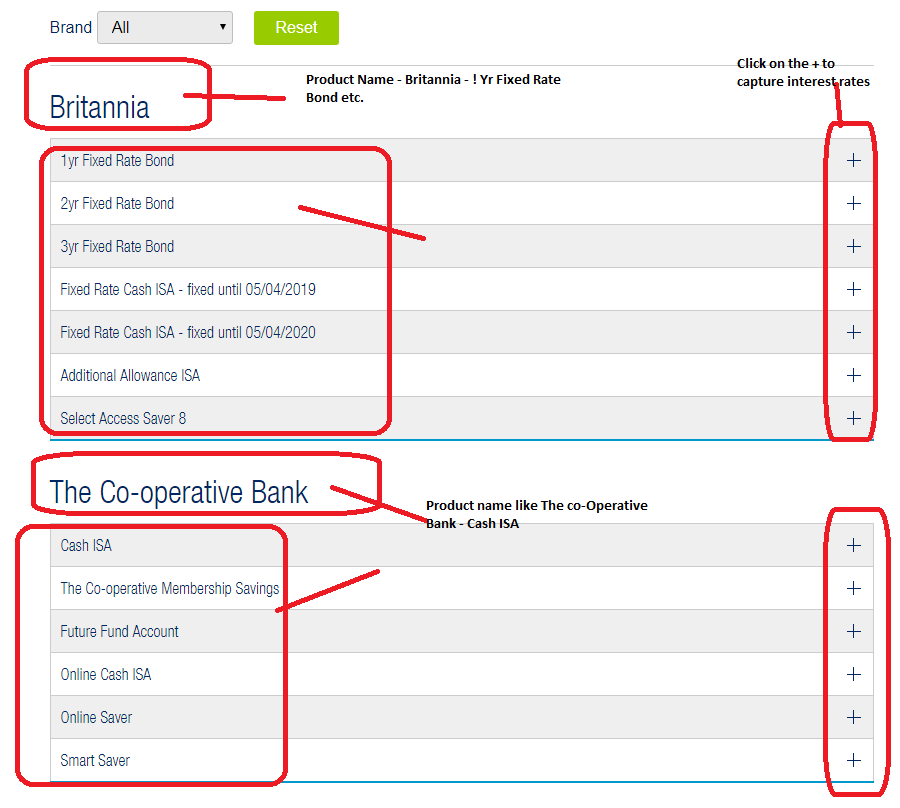 Brand All ▾ Reset
Click on the + to
capture interest rates
Product Name - Britannia - ! Yr Fixed Rate
Bond etc.
Britannia
1yr Fixed Rate Bond +
2yr Fixed Rate Bond +
3yr Fixed Rate Bond +
Fixed Rate Cash ISA - fixed until 05/04/2019 +
Fixed Rate Cash ISA - fixed until 05/04/2020 +
Additional Allowance ISA +
Select Access Saver 8 +
The Co-operative Bank
Product name like The co-Operative
Bank - Cash ISA
Cash ISA +
The Co-operative Membership Savings +
Future Fund Account +
Online Cash ISA +
Online Saver +
Smart Saver +